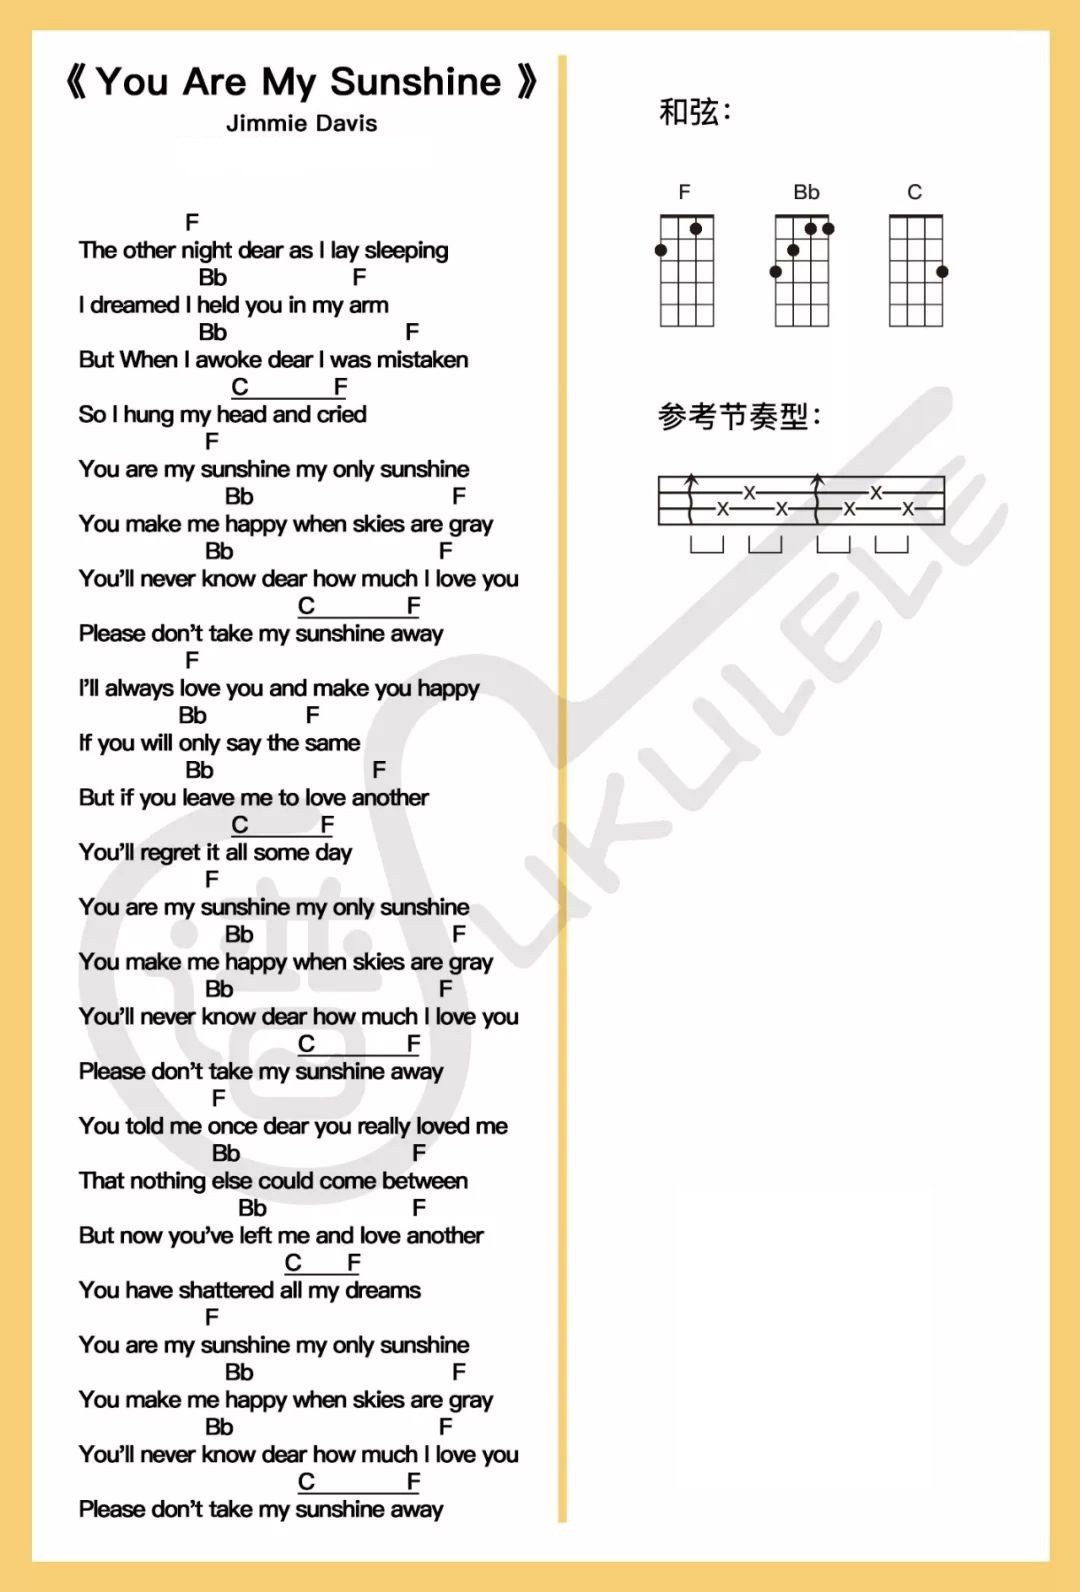 《 You Are My Sunshine 》
Jimmie Davis
F
The other night dear as I lay sleeping
Bb F
I dreamed I held you in my arm
Bb F
But When I awoke dear I was mistaken
C F
So I hung my head and cried
F
You are my sunshine my only sunshine
Bb F
You make me happy when skies are gray
Bb F
You’ll never know dear how much I love you
C F
Please don’t take my sunshine away
F
I’ll always love you and make you happy
Bb F
If you will only say the same
Bb F
But if you leave me to love another
C F
You’ll regret it all some day
F
You are my sunshine my only sunshine
Bb F
You make me happy when skies are gray
Bb F
You’ll never know dear how much I love you
C F
Please don’t take my sunshine away
F
You told me once dear you really loved me
Bb F
That nothing else could come between
Bb F
But now you’ve left me and love another
C F
You have shattered all my dreams
F
You are my sunshine my only sunshine
Bb F
You make me happy when skies are gray
Bb F
You’ll never know dear how much I love you
C F
Please don’t take my sunshine away
和弦：
F Bb C
参考节奏型：
X X
X X X X
UKULELE
谱